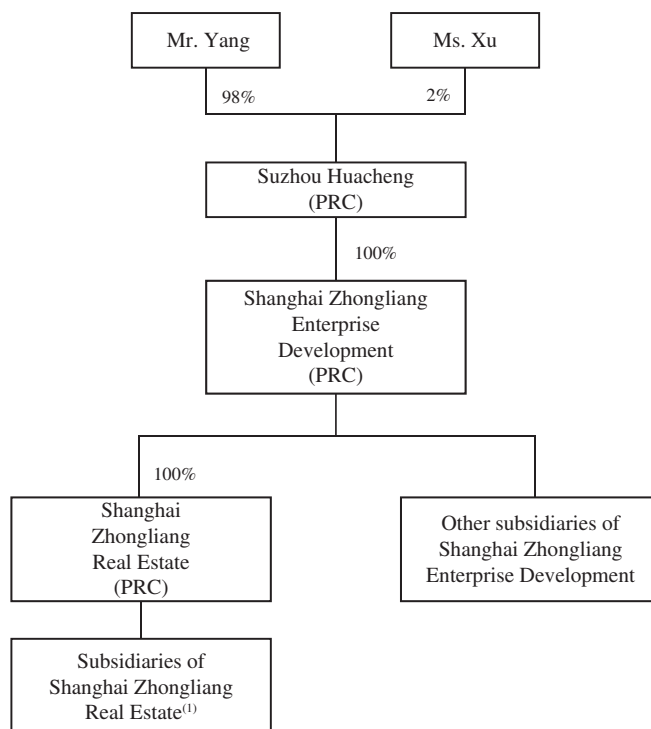 Mr. Yang
Ms. Xu
98%
2%
Suzhou Huacheng
(PRC)
100%
Shanghai Zhongliang
Enterprise
Development
(PRC)
100%
Shanghai
Zhongliang
Real Estate
(PRC)
Other subsidiaries of
Shanghai Zhongliang
Enterprise Development
Subsidiaries of
Shanghai Zhongliang
Real Estate(1)